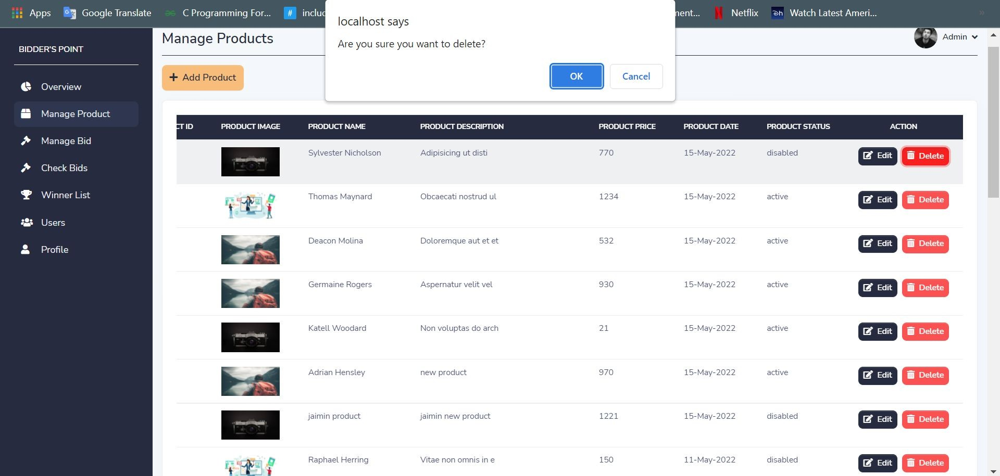 Apps Google Translate C Programming For... # inclu ment... Netflix Watch Latest Ameri... »
localhost says
Are you sure you want to delete?
OK Cancel
BIDDER'S POINT
Overview
Manage Product
Manage Bid
Check Bids
Winner List
Users
Profile
Manage Products
Admin
+ Add Product
CT ID PRODUCT IMAGE PRODUCT NAME PRODUCT DESCRIPTION PRODUCT PRICE PRODUCT DATE PRODUCT STATUS ACTION
Sylvester Nicholson Adipisicing ut disti 770 15-May-2022 disabled Edit Delete
Thomas Maynard Obcaecati nostrud ul 1234 15-May-2022 active Edit Delete
Deacon Molina Doloremque aut et et 532 15-May-2022 active Edit Delete
Germaine Rogers Aspernatur velit vel 930 15-May-2022 active Edit Delete
Katell Woodard Non voluptas do arch 21 15-May-2022 active Edit Delete
Adrian Hensley new product 970 15-May-2022 active Edit Delete
jaimin product jaimin new product 1221 15-May-2022 disabled Edit Delete
Raphael Herring Vitae non omnis in e 150 11-May-2022 disabled Edit Delete